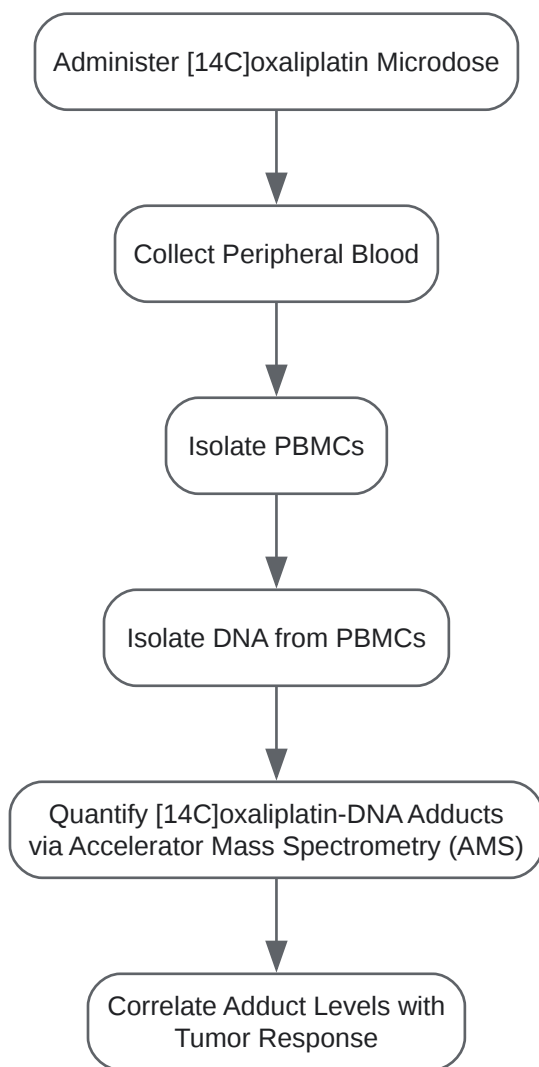 Administer [14C]oxaliplatin Microdose
Collect Peripheral Blood
Isolate PBMCs
Isolate DNA from PBMCs
Quantify [14C]oxaliplatin-DNA Adducts
via Accelerator Mass Spectrometry (AMS)
Correlate Adduct Levels with
Tumor Response